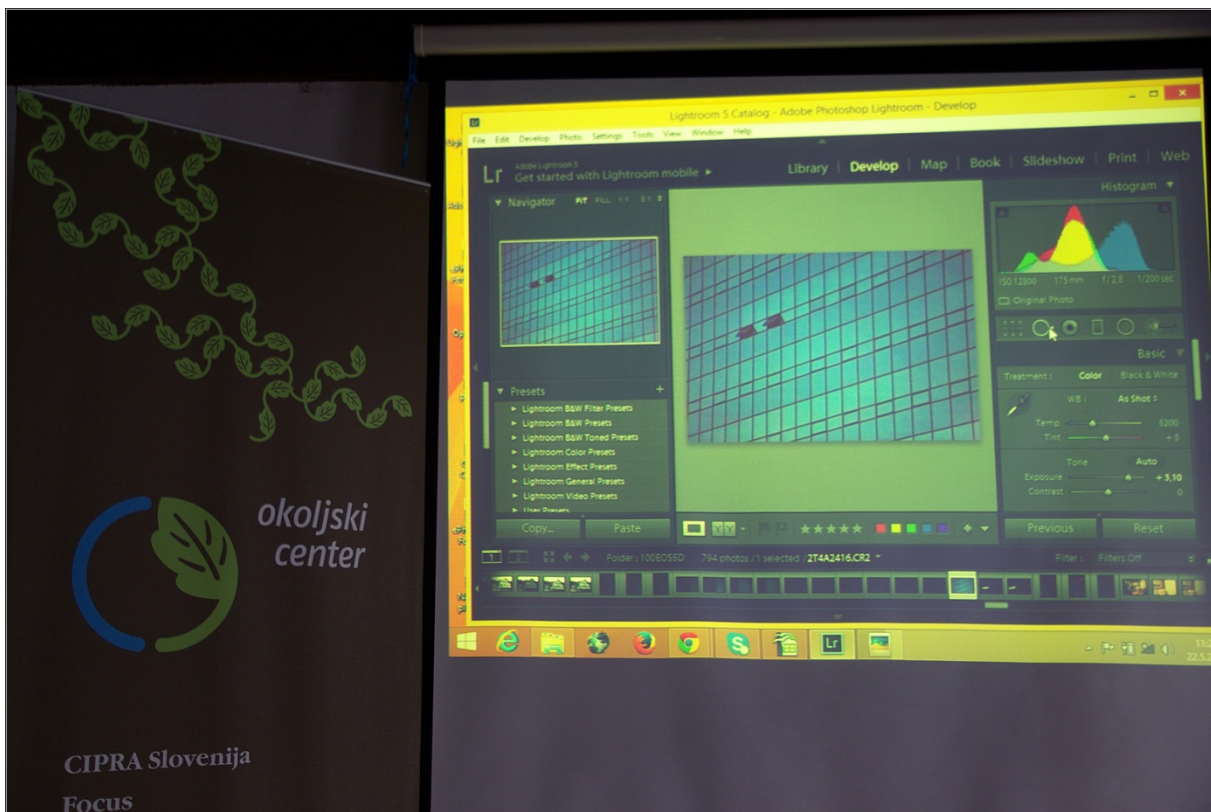 okoljski
center
CIPRA Slovenija
Focus
Lightroom 5 Catalog - Adobe Photoshop Lightroom - Develop
File Edit Develop Photo Settings Tools View Window Help
Lr
Adobe Lightroom 5
Get started with Lightroom mobile
Library Develop Map Book Slideshow Print Web
Navigator FIT FILL
Histogram
ISO 12800 175 mm f / 2,8 1/200 sec
Original Photo
Basic
Treatment : Color Black & White
WB : As Shot
Temp 5200
Tint + 5
Tone Auto
Exposure + 3,10
Contrast 0
Presets +
Lightroom B&W Filter Presets
Lightroom B&W Presets
Lightroom B&W Toned Presets
Lightroom Color Presets
Lightroom Effect Presets
Lightroom General Presets
Lightroom Video Presets
User Presets
Copy... Paste
Previous Reset
1 2 Folder : 100EOS5D 794 photos / 1 selected / 2T4A2416.CR2 Filter : Filters Off
Lr